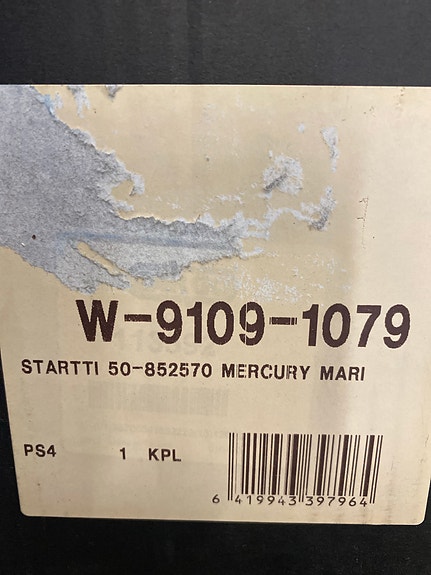 W-9109-1079
STARTTI 50-852570 MERCURY MARI
PS4 1 KPL
6 419943 397964